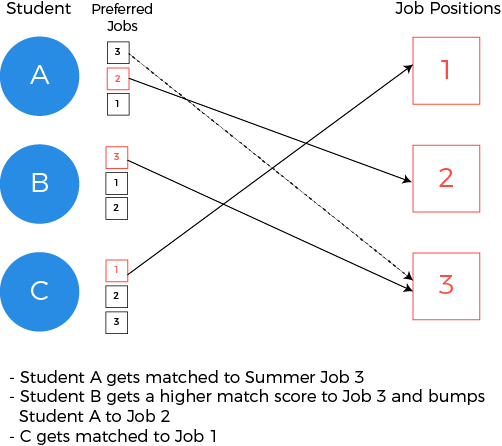 Student
Preferred
Jobs
Job Positions
A
3
2
1
1
B
3
1
2
2
C
1
2
3
3
- Student A gets matched to Summer Job 3
- Student B gets a higher match score to Job 3 and bumps
Student A to Job 2
- C gets matched to Job 1